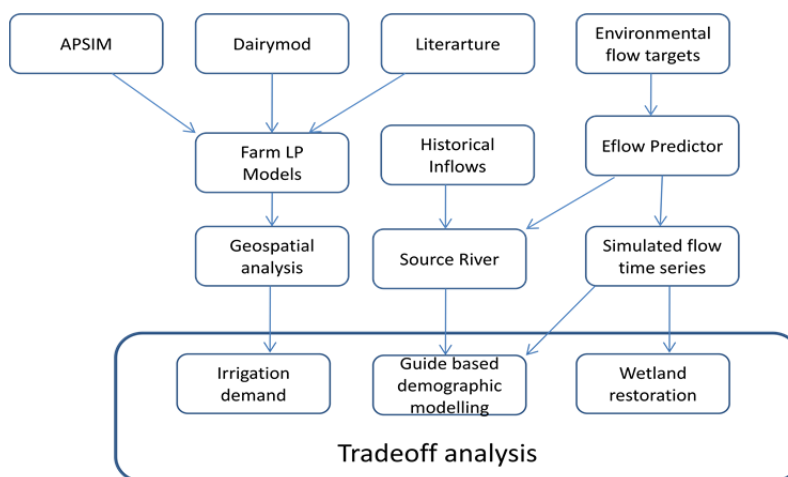 APSIM
Dairymod
Literarture
Environmental
flow targets
Farm LP
Models
Historical
Inflows
Eflow Predictor
Geospatial
analysis
Source River
Simulated flow
time series
Irrigation
demand
Guide based
demographic
modelling
Wetland
restoration
Tradeoff analysis